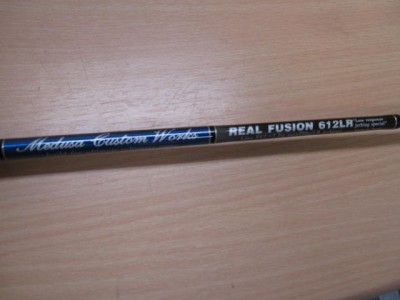 Medusa Custom Works
REAL FUSION 612LR